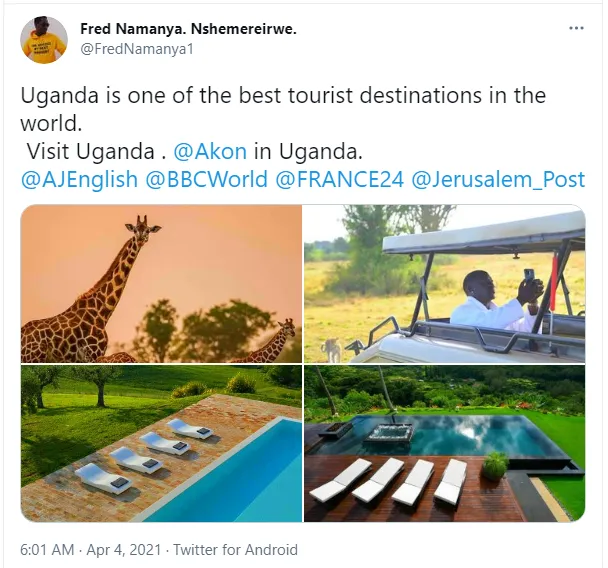 Fred Namanya. Nshemereirwe.
@FredNamanya1
Uganda is one of the best tourist destinations in the
world.
Visit Uganda . @Akon in Uganda.
@AJEnglish @BBCWorld @FRANCE24 @Jerusalem_Post
6:01 AM · Apr 4, 2021 · Twitter for Android